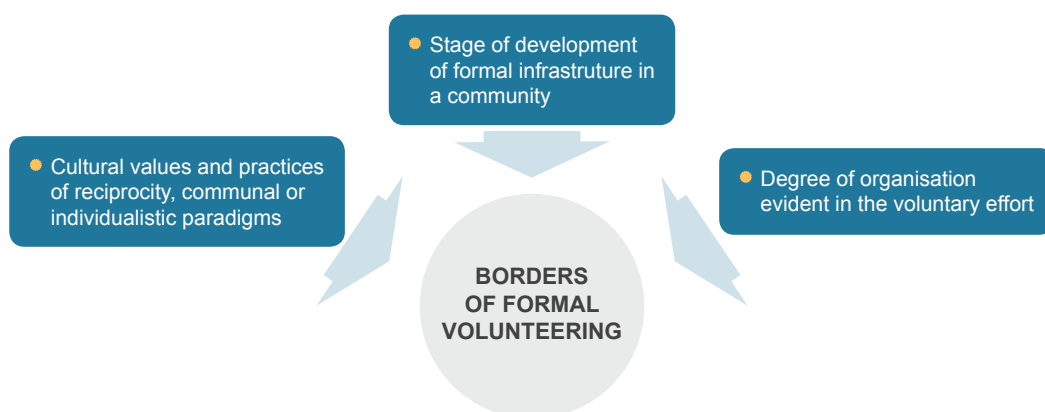 Stage of development
of formal infrastruture in
a community
Cultural values and practices
of reciprocity, communal or
individualistic paradigms
Degree of organisation
evident in the voluntary effort
BORDERS
OF FORMAL
VOLUNTEERING